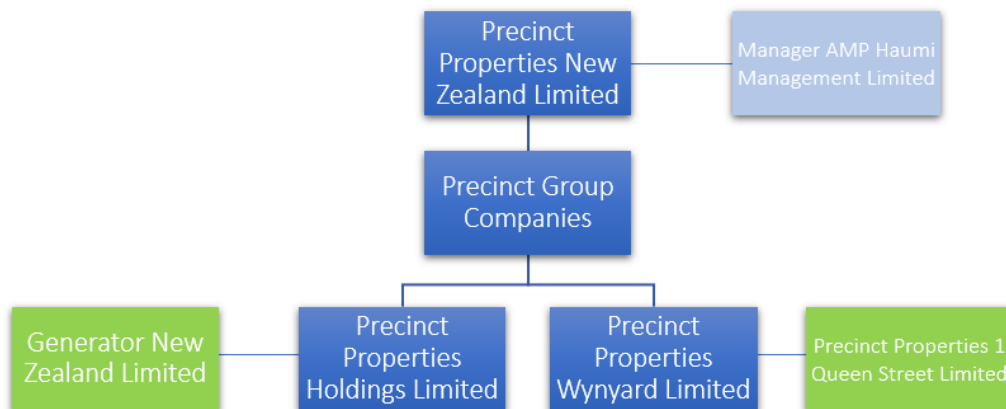 Precinct
Properties New
Zealand Limited
Manager AMP Haumi
Management Limited
Precinct Group
Companies
Generator New
Zealand Limited
Precinct
Properties
Holdings Limited
Precinct
Properties
Wynyard Limited
Precinct Properties 1
Queen Street Limited